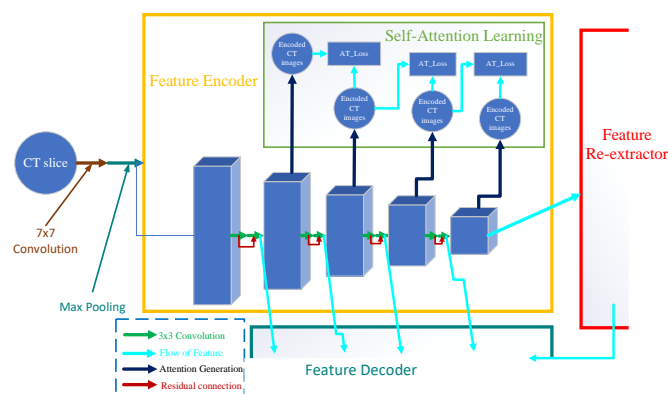 Self-Attention Learning
Encoded
CT
images
AT_Loss
AT_Loss
AT_Loss
Feature Encoder
Encoded
CT
images
Encoded
CT
images
Encoded
CT
images
CT slice
Feature
Re-extractor
7x7
Convolution
Max Pooling
3x3 Convolution
Flow of Feature
Attention Generation
Residual connection
Feature Decoder